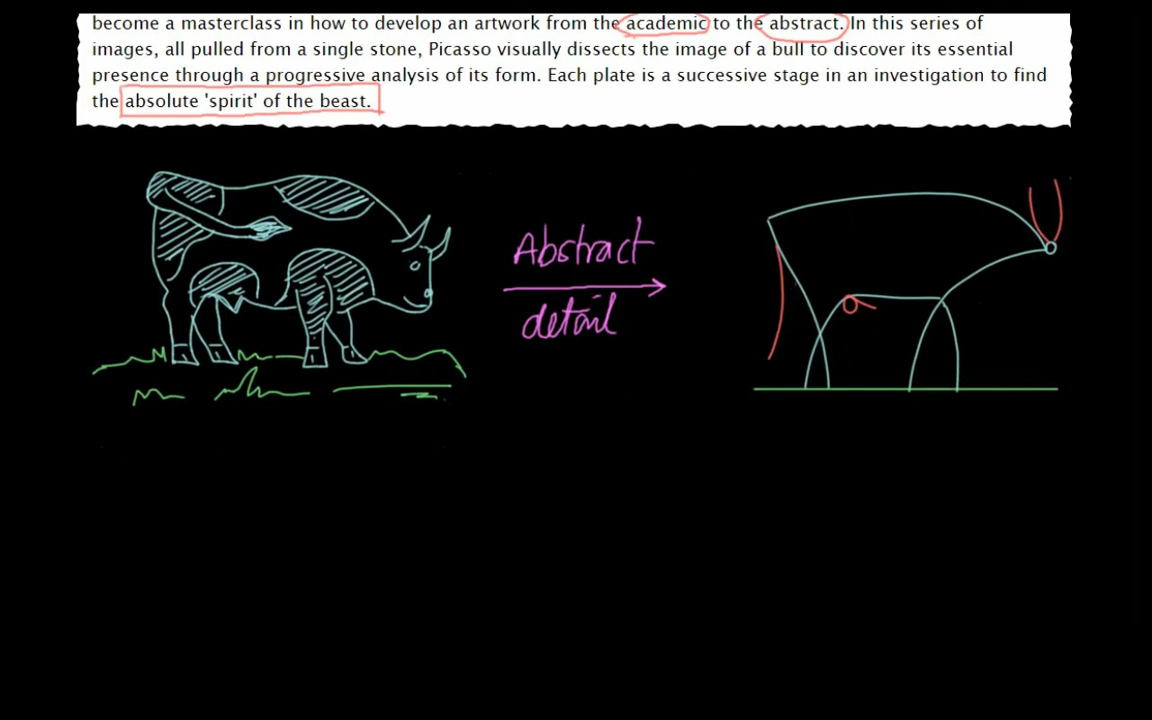 become a masterclass in how to develop an artwork from the academic to the abstract. In this series of
images, all pulled from a single stone, Picasso visually dissects the image of a bull to discover its essential
presence through a progressive analysis of its form. Each plate is a successive stage in an investigation to find
the absolute 'spirit' of the beast.
Abstract
detail